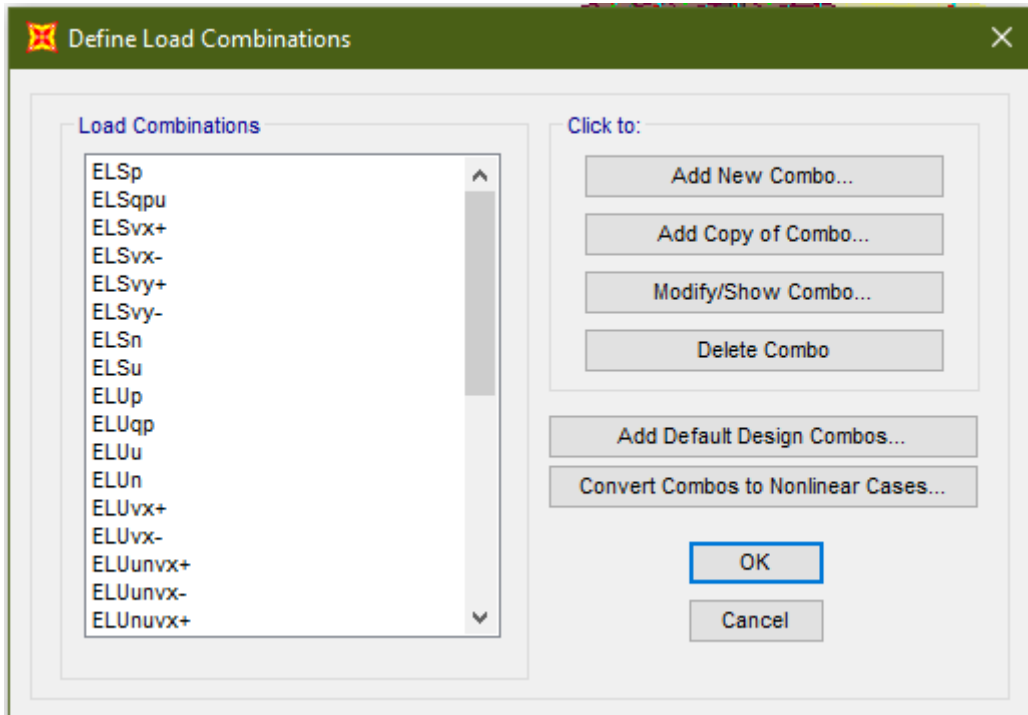 Define Load Combinations
Load Combinations
ELSp
ELSqpu
ELSvx+
ELSvx-
ELSvy+
ELSvy-
ELSn
ELSu
ELUp
ELUqp
ELUu
ELUn
ELUvx+
ELUvx-
ELUunvx+
ELUunvx-
ELUnuvx+
Click to:
Add New Combo...
Add Copy of Combo...
Modify/Show Combo...
Delete Combo
Add Default Design Combos...
Convert Combos to Nonlinear Cases...
OK
Cancel